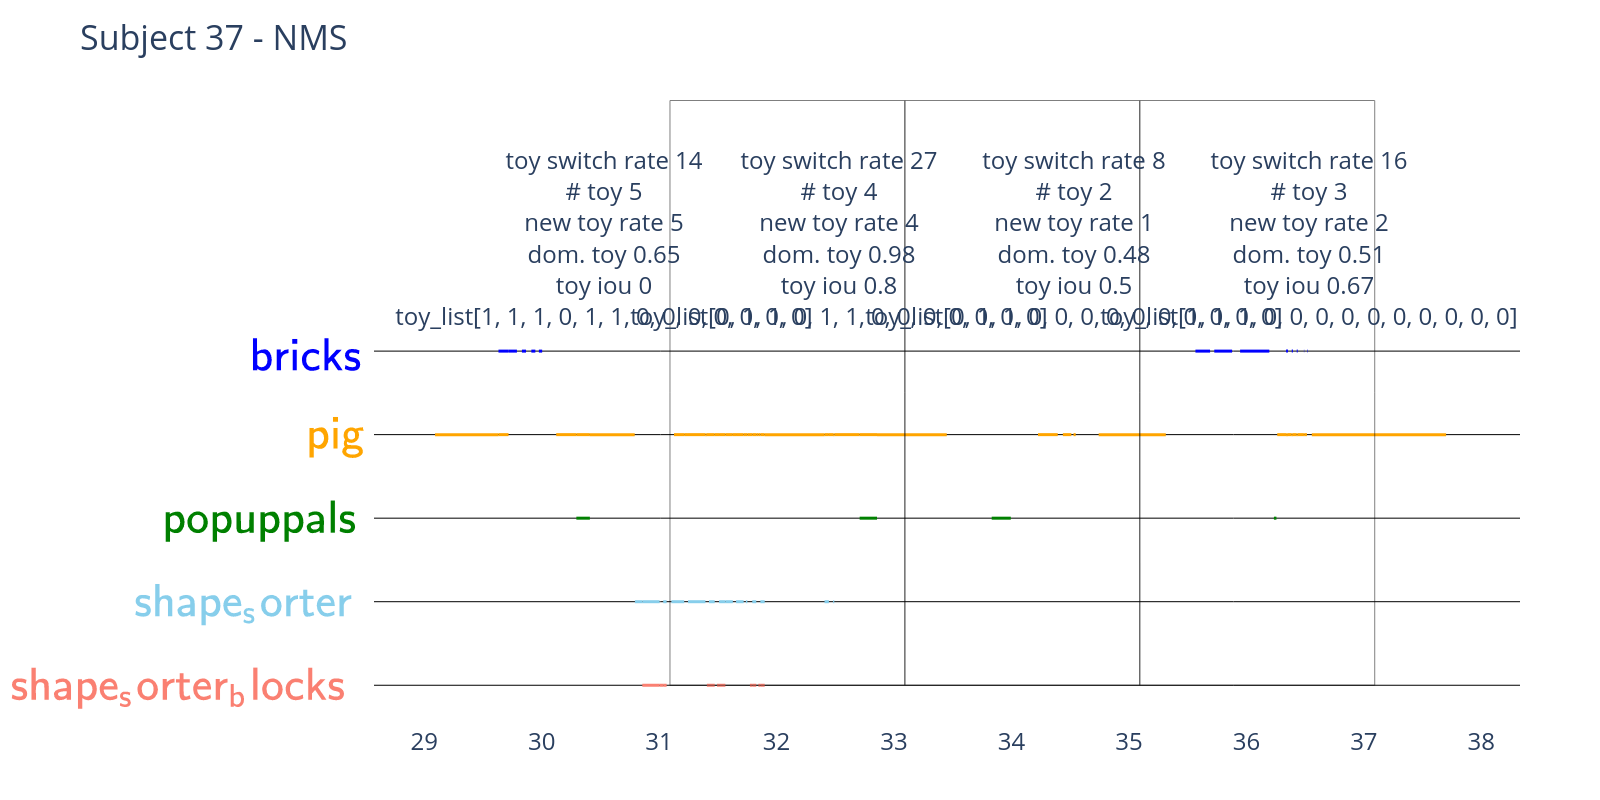 Subject 37 - NMS
toy switch rate 14 toy switch rate 27 toy switch rate 8 toy switch rate 16
# toy 5 # toy 4 # toy 2 # toy 3
new toy rate 5 new toy rate 4 new toy rate 1 new toy rate 2
dom. toy 0.65 dom. toy 0.98 dom. toy 0.48 dom. toy 0.51
toy iou 0 toy iou 0.8 toy iou 0.5 toy iou 0.67
toy_list[1, 1, 1, 0, 1, 1, 0, 0, 0, 0, 0, 0, 0]
bricks
pig
popuppals
shape_sorter
shape_sorter_blocks
29 30 31 32 33 34 35 36 37 38